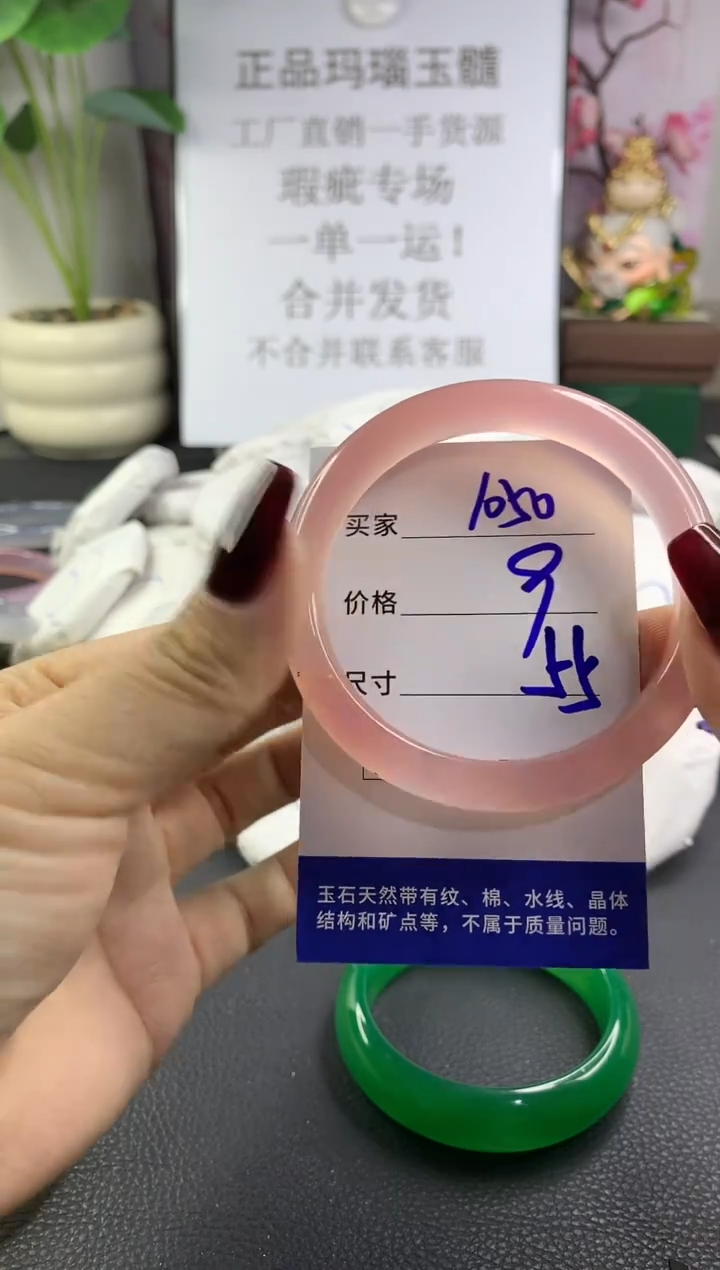 正品玛瑙玉髓
工厂直销一手货源
瑕疵专场
一单一运！
合并发货
不合并联系客服
买家 1050
价格 9
尺寸 55
玉石天然带有纹、棉、水线、晶体
结构和矿点等，不属于质量问题。